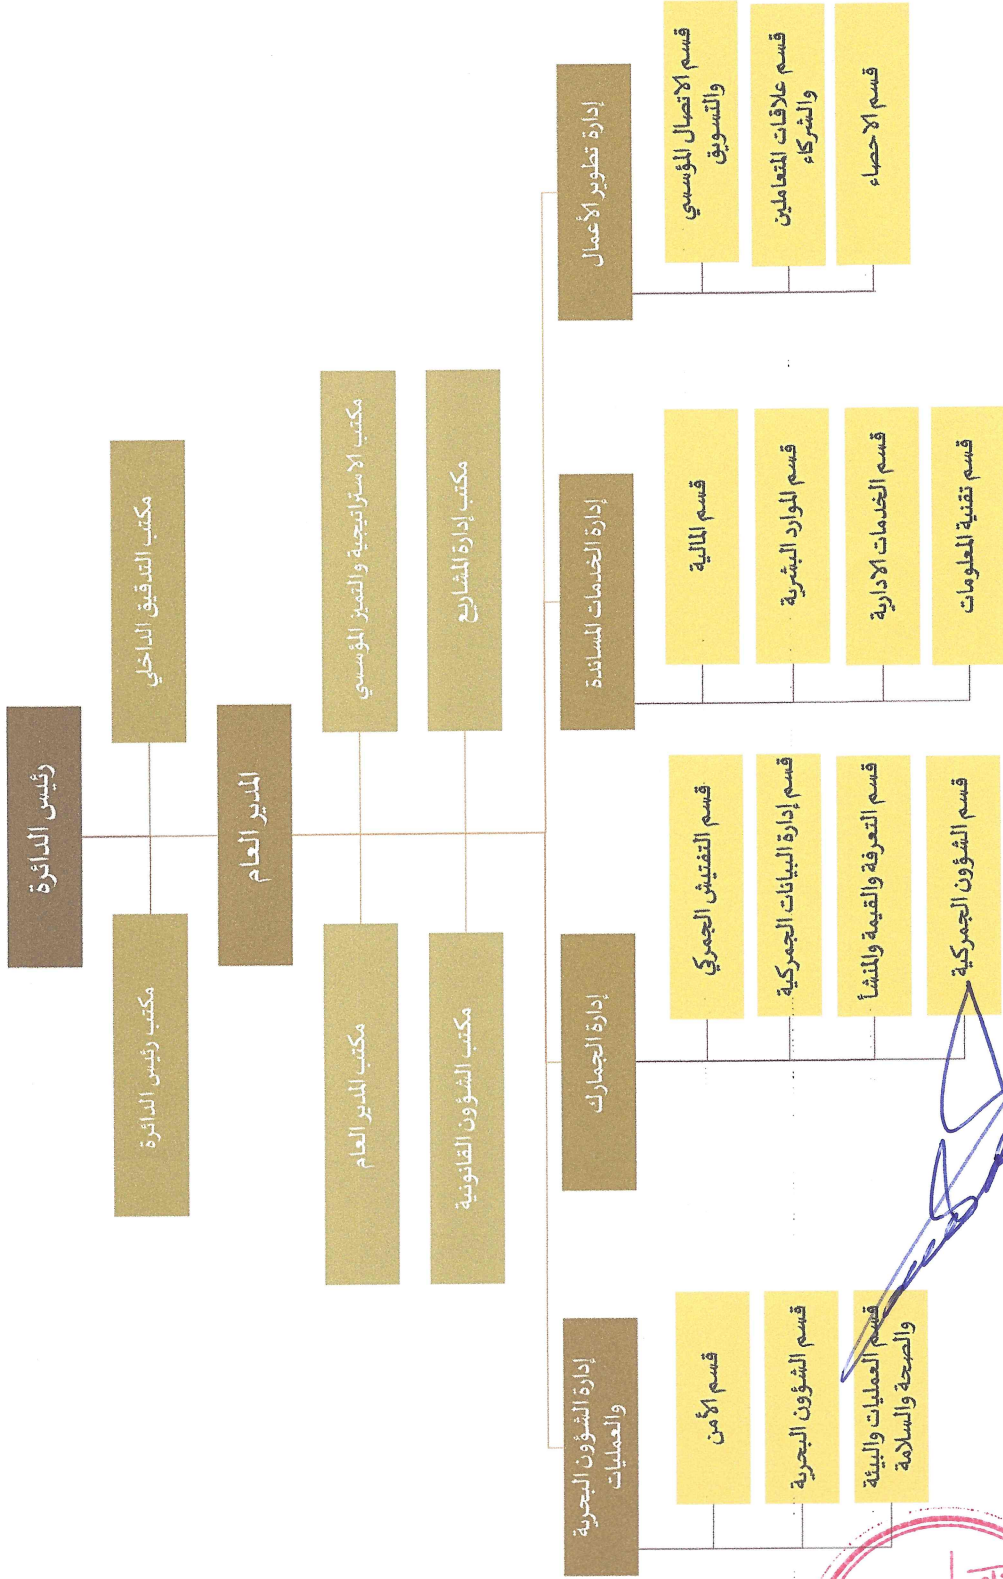 رئيس الدائرة
مكتب التدقيق الداخلي
مكتب رئيس الدائرة
المدير العام
مكتب الاستراتيجية والتميز المؤسسي
مكتب المدير العام
مكتب إدارة المشاريع
مكتب الشؤون القانونية
إدارة تطوير الأعمال
قسم الاتصال المؤسسي
والتسويق
قسم علاقات المتعاملين
والشركاء
قسم الاحصاء
إدارة الخدمات المساندة
قسم المالية
قسم الموارد البشرية
قسم الخدمات الادارية
قسم تقنية المعلومات
إدارة الجمارك
قسم التفتيش الجمركي
قسم إدارة البيانات الجمركية
قسم التعرفة والقيمة والمنشأ
قسم الشؤون الجمركية
إدارة الشؤون البحرية
والعمليات
قسم الأمن
قسم الشؤون البحرية
قسم العمليات والبيئة
والصحة والسلامة